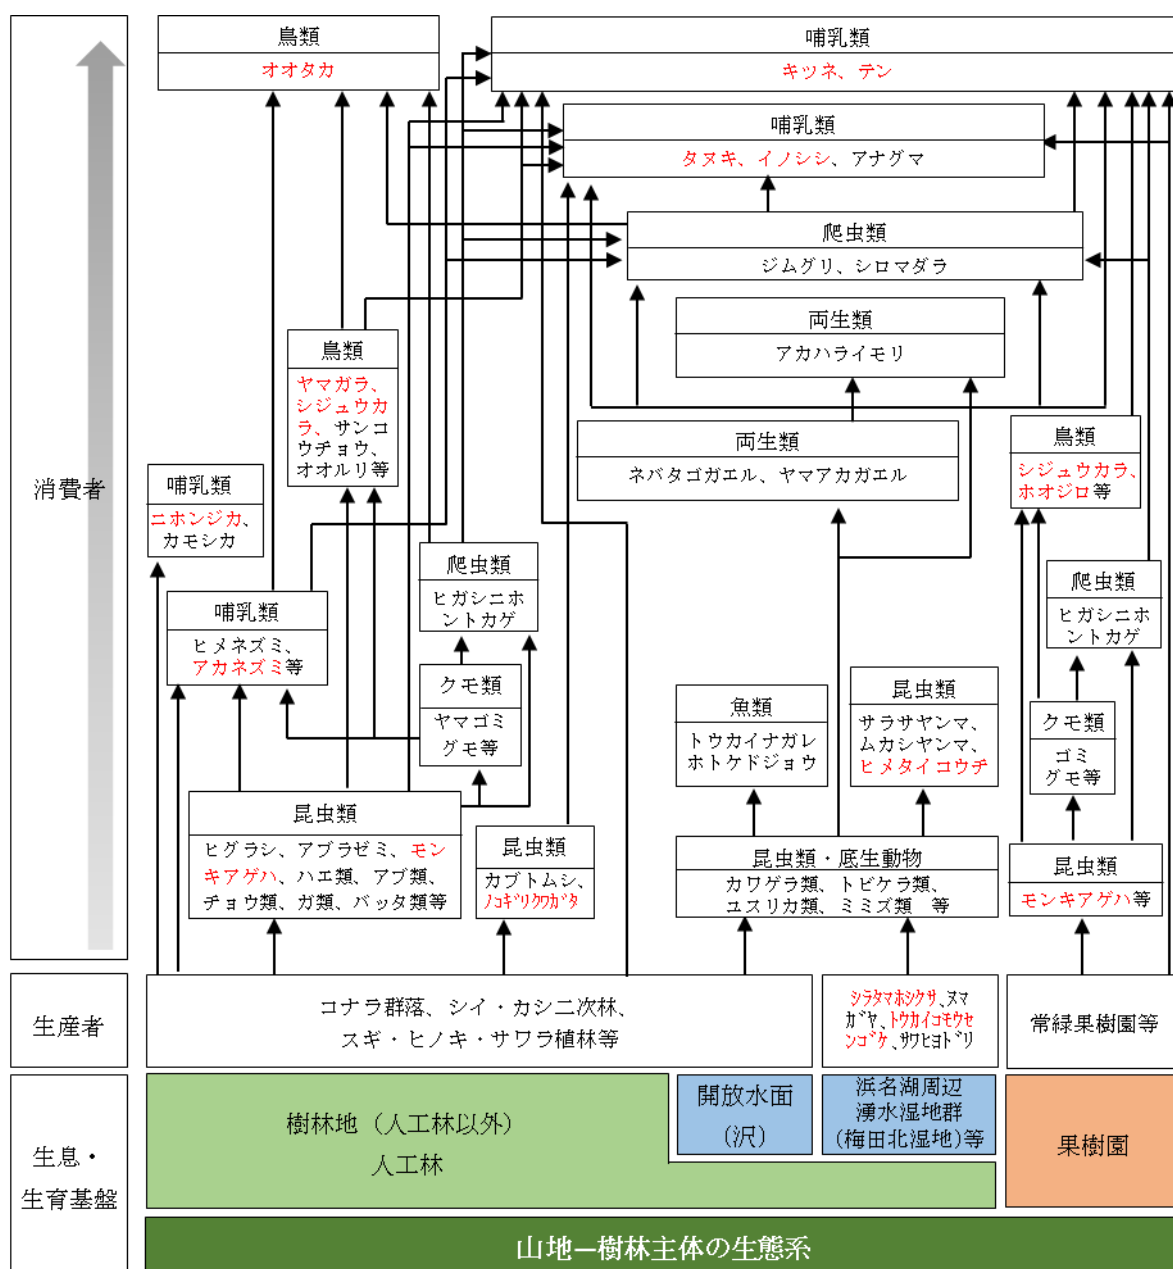 鳥類
オオタカ
哺乳類
キツネ、テン
哺乳類
タヌキ、イノシシ、アナグマ
爬虫類
ジムグリ、シロマダラ
両生類
アカハライモリ
鳥類
ヤマガラ、
シジュウカ
ラ、サンコ
ウチョウ、
オオルリ等
両生類
ネバタゴガエル、ヤマアカガエル
鳥類
シジュウカラ、
ホオジロ等
消費者
哺乳類
ニホンジカ、
カモシカ
爬虫類
ヒガシニホ
ントカゲ
爬虫類
ヒガシニホ
ントカゲ
哺乳類
ヒメネズミ、
アカネズミ等
クモ類
ヤマゴミ
グモ等
魚類
トウカイナガレ
ホトケドジョウ
昆虫類
サラサヤンマ、
ムカシヤンマ、
ヒメタイコウチ
クモ類
ゴミ
グモ等
昆虫類
ヒグラシ、アブラゼミ、モン
キアゲハ、ハエ類、アブ類、
チョウ類、ガ類、バッタ類等
昆虫類
カブトムシ、
ﾉｺｷﾞﾘｸﾜｶﾞﾀ
昆虫類・底生動物
カワゲラ類、トビケラ類、
ユスリカ類、ミミズ類 等
昆虫類
モンキアゲハ等
生産者
コナラ群落、シイ・カシ二次林、
スギ・ヒノキ・サワラ植林等
ｼﾗﾀﾏﾎｼｸｻ、ﾇﾏ
ｶﾞﾔ、ﾄｳｶｲｺﾓｳｾ
ﾝｺﾞｹ、ｻﾜﾋﾖﾄﾞﾘ
常緑果樹園等
生息・
生育基盤
樹林地（人工林以外）
人工林
開放水面
(沢)
浜名湖周辺
湧水湿地群
(梅田北湿地)等
果樹園
山地―樹林主体の生態系